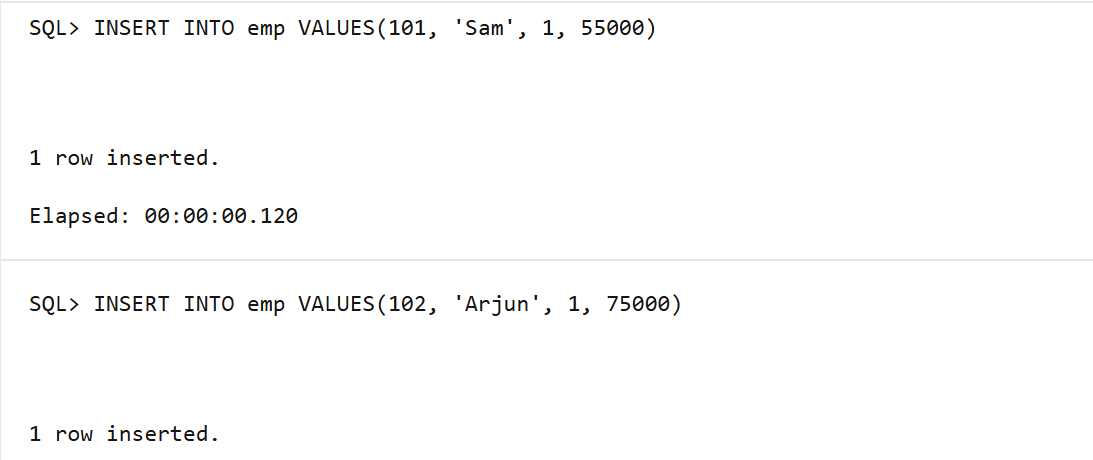 SQL> INSERT INTO emp VALUES(101, 'Sam', 1, 55000)
1 row inserted.
Elapsed: 00:00:00.120
SQL> INSERT INTO emp VALUES(102, 'Arjun', 1, 75000)
1 row inserted.